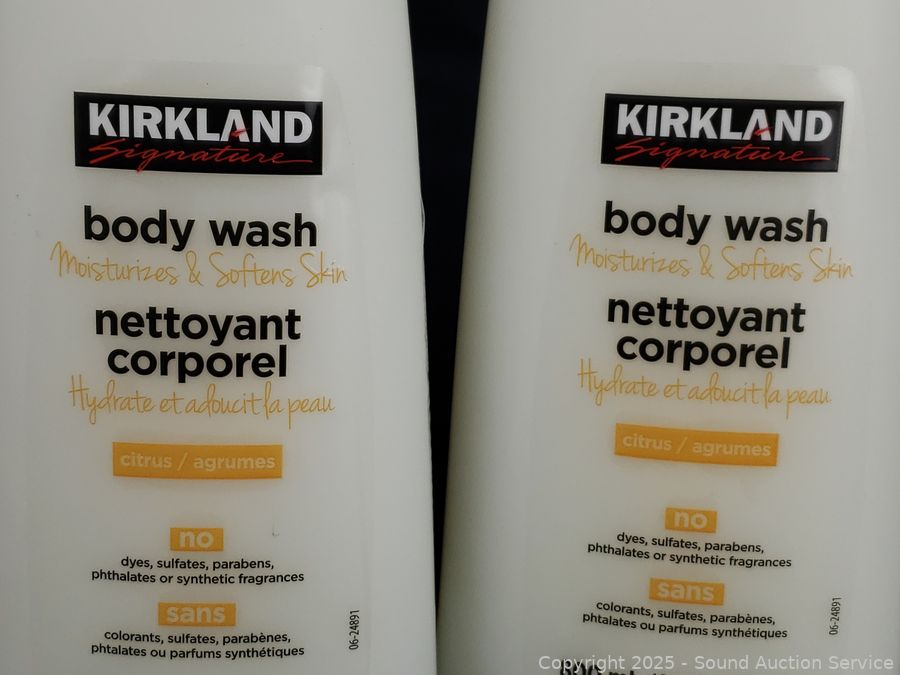 KIRKLAND
Signature
body wash
Moisturizes & Softens Skin
nettoyant
corporel
Hydrate et adoucit la peau
citrus / agrumes
no
dyes, sulfates, parabens,
phthalates or synthetic fragrances
sans
colorants, sulfates, parabènes,
phtalates ou parfums synthétiques
06-24891
KIRKLAND
Signature
body wash
Moisturizes & Softens Skin
nettoyant
corporel
Hydrate et adoucit la peau
citrus / agrumes
no
dyes, sulfates, parabens,
phthalates or synthetic fragrances
sans
colorants, sulfates, parabènes,
phtalates ou parfums synthétiques
06-24891
Copyright 2025 - Sound Auction Service